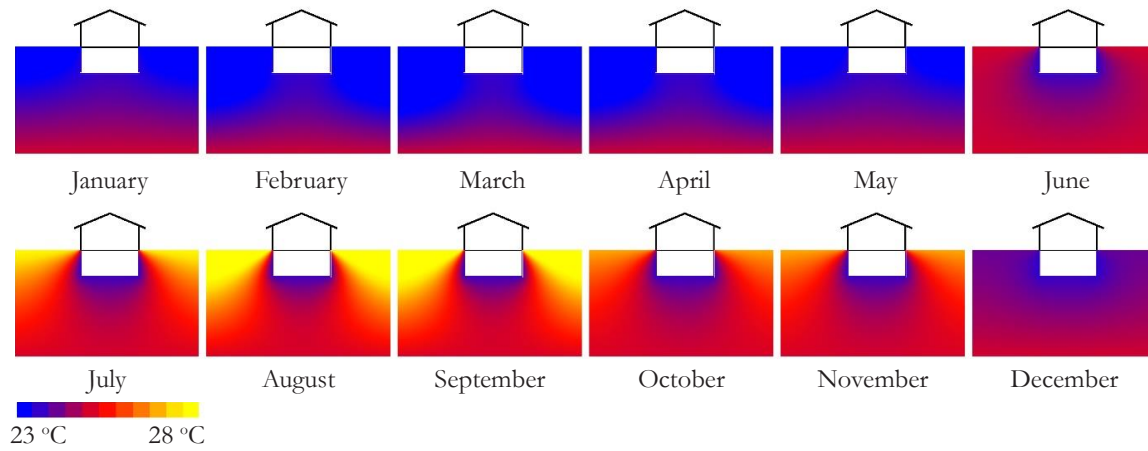 January February March April May June
July August September October November December
23 °C 28 °C